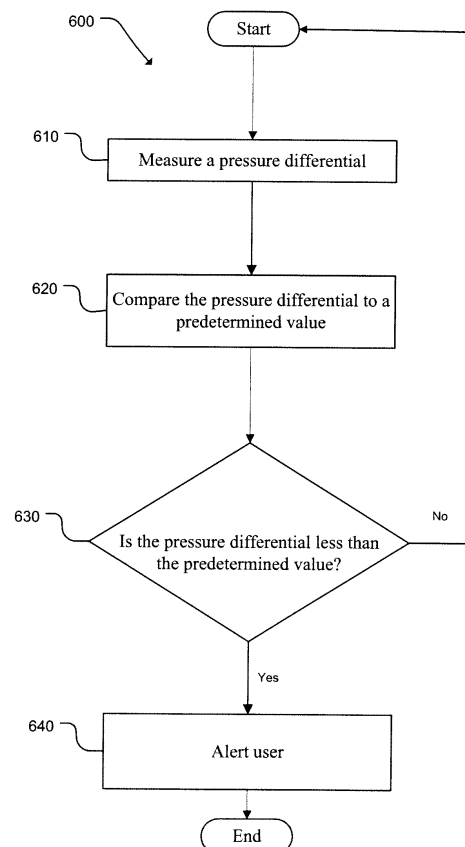 600
Start
610
Measure a pressure differential
620
Compare the pressure differential to a
predetermined value
630
No
Is the pressure differential less than
the predetermined value?
Yes
640
Alert user
End